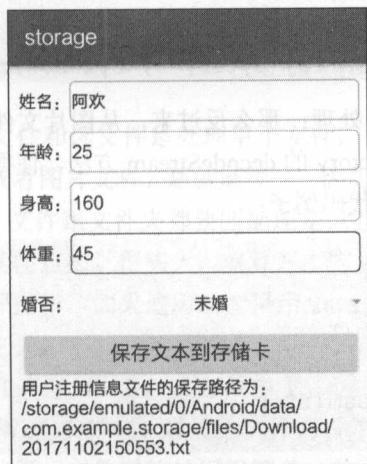 storage
姓名：阿欢
年龄：25
身高：160
体重：45
婚否：未婚
保存文本到存储卡
用户注册信息文件的保存路径为：
/storage/emulated/0/Android/data/
com.example.storage/files/Download/
20171102150553.txt